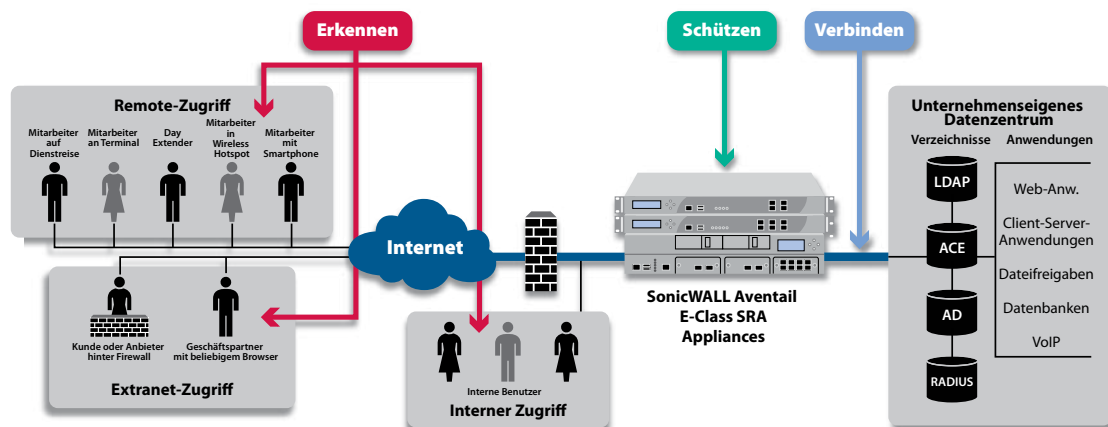 Erkennen
Schützen
Verbinden
Remote-Zugriff
Mitarbeiter
auf
Dienstreise
Mitarbeiter
an Terminal
Day
Extender
Mitarbeiter
in
Wireless
Hotspot
Mitarbeiter
mit
Smartphone
Internet
Kunde oder Anbieter
hinter Firewall
Geschäftspartner
mit beliebigem Browser
Extranet-Zugriff
Interne Benutzer
Interner Zugriff
SonicWALL Aventail
E-Class SRA
Appliances
Unternehmenseigenes
Datenzentrum
Verzeichnisse
Anwendungen
LDAP
ACE
AD
RADIUS
Web-Anw.
Client-Server-
Anwendungen
Dateifreigaben
Datenbanken
VoIP